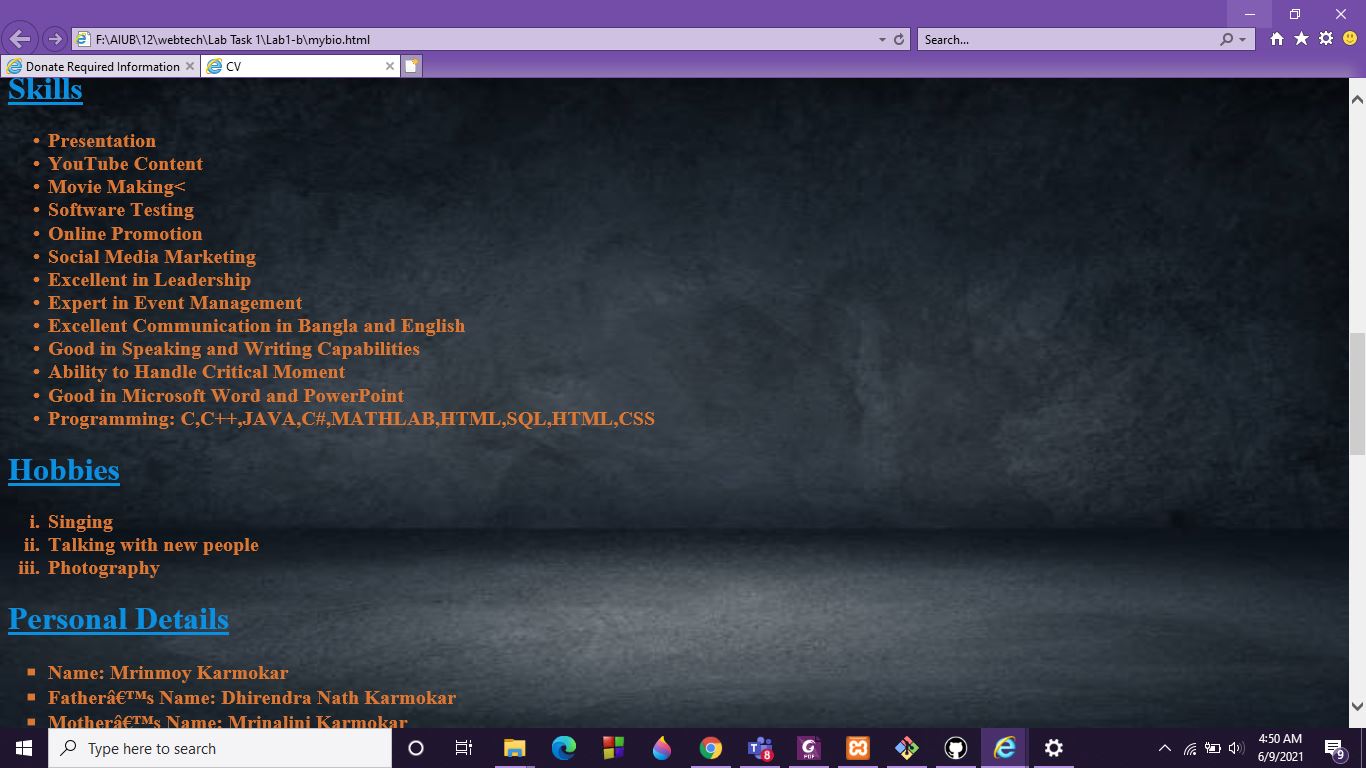 F:\AIUB\12\webtech\Lab Task 1\Lab1-b\mybio.html
Search...
Donate Required Information
CV
Skills
• Presentation
• YouTube Content
• Movie Making<
• Software Testing
• Online Promotion
• Social Media Marketing
• Excellent in Leadership
• Expert in Event Management
• Excellent Communication in Bangla and English
• Good in Speaking and Writing Capabilities
• Ability to Handle Critical Moment
• Good in Microsoft Word and PowerPoint
• Programming: C,C++,JAVA,C#,MATHLAB,HTML,SQL,HTML,CSS
Hobbies
i. Singing
ii. Talking with new people
iii. Photography
Personal Details
▪ Name: Mrinmoy Karmokar
▪ Fatherâ€™s Name: Dhirendra Nath Karmokar
▪ Motherâ€™s Name: Mrinalini Karmokar
Type here to search
8
PDF
4:50 AM
6/9/2021
9